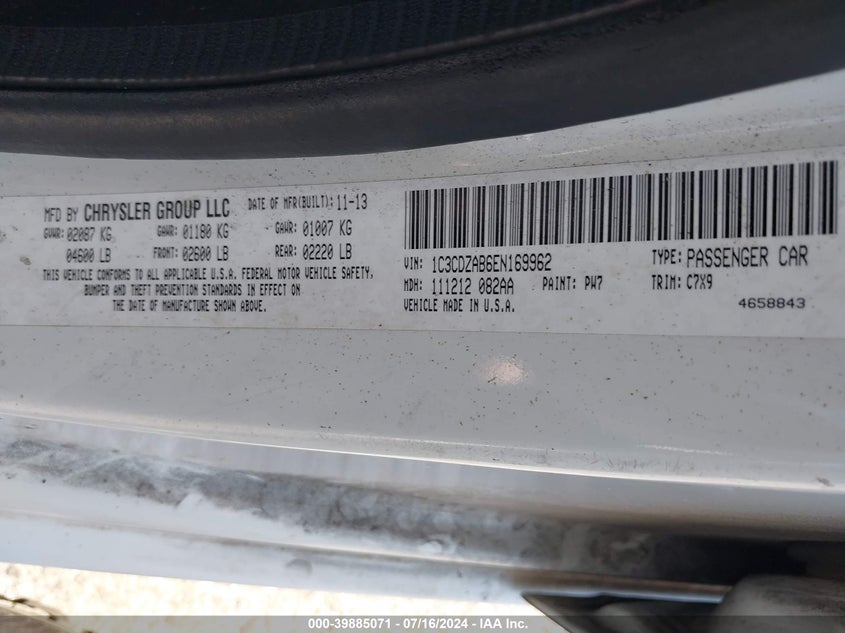 MFD BY CHRYSLER GROUP LLC DATE OF MFR(BUILT): 11-13
GVWR: 02087 KG GAWR: 01180 KG GAWR: 01007 KG
04600 LB FRONT: 02600 LB REAR: 02220 LB
THIS VEHICLE CONFORMS TO ALL APPLICABLE U.S.A. FEDERAL MOTOR VEHICLE SAFETY,
BUMPER AND THEFT PREVENTION STANDARDS IN EFFECT ON
THE DATE OF MANUFACTURE SHOWN ABOVE.
VIN: 1C3CDZAB6EN169962 TYPE: PASSENGER CAR
MDH: 111212 082AA PAINT: PW7 TRIM: C7X9
VEHICLE MADE IN U.S.A. 4658843
000-39885071 / 07/16/2024 / IAA Inc.